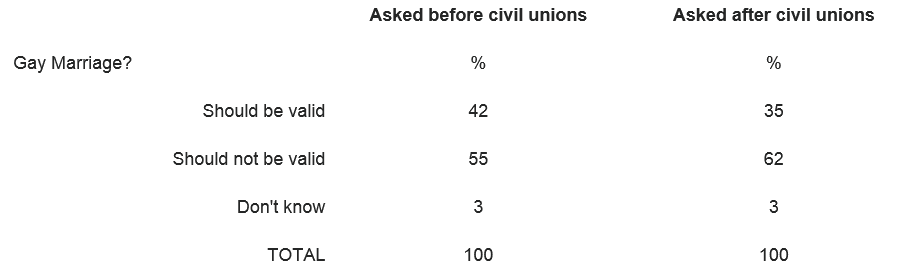 Asked before civil unions Asked after civil unions
Gay Marriage? % %
Should be valid 42 35
Should not be valid 55 62
Don't know 3 3
TOTAL 100 100